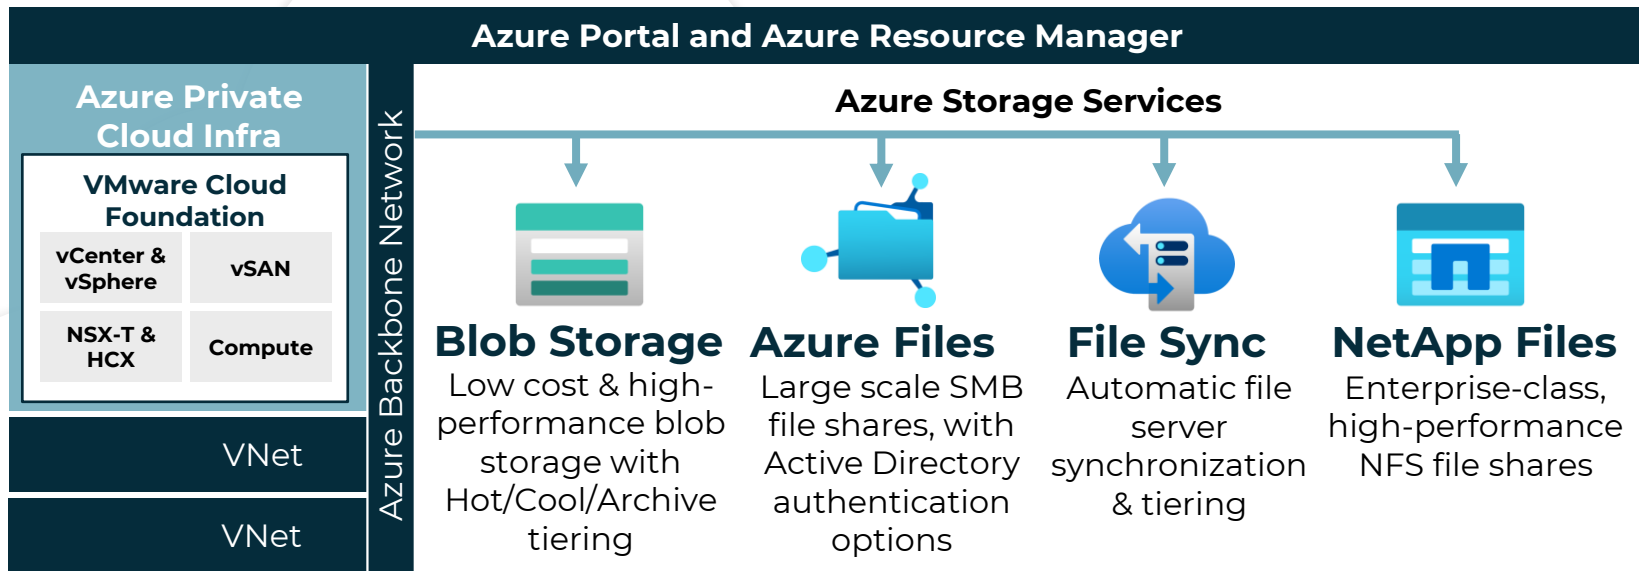 Azure Portal and Azure Resource Manager
Azure Private
Cloud Infra
VMware Cloud
Foundation
vCenter &
vSphere
vSAN
NSX-T &
HCX
Compute
VNet
VNet
Azure Backbone Network
Azure Storage Services
Blob Storage
Low cost & high-
performance blob
storage with
Hot/Cool/Archive
tiering
Azure Files
Large scale SMB
file shares, with
Active Directory
authentication
options
File Sync
Automatic file
server
synchronization
& tiering
NetApp Files
Enterprise-class,
high-performance
NFS file shares